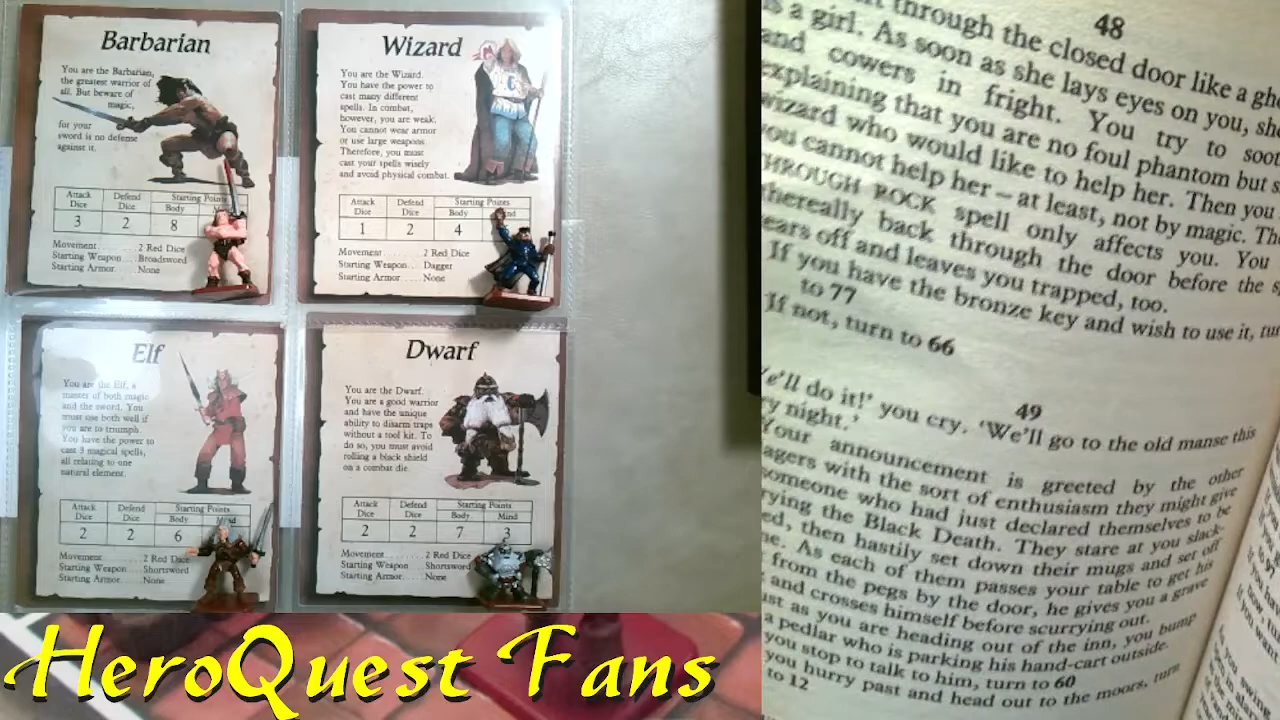 Barbarian
You are the Barbarian,
the greatest warrior of
all. But beware of
magic,
for your
sword is no defense
against it.
Attack Dice
Defend Dice
Starting Points
Body
3 2 8
Movement ........ 2 Red Dice
Starting Weapon .. Broadsword
Starting Armor .... None
Wizard
You are the Wizard.
You have the power to
cast many different
spells. In combat,
however, you are weak.
You cannot wear armor
or use large weapons.
Therefore, you must
cast your spells wisely
and avoid physical combat.
Attack Dice
Defend Dice
Starting Points
Body
1 2 4
Movement ........ 2 Red Dice
Starting Weapon .. Dagger
Starting Armor .... None
Elf
You are the Elf, a
master of both magic
and the sword. You
must use both well if
you are to triumph.
You have the power to
cast 3 magical spells,
all relating to one
natural element.
Attack Dice
Defend Dice
Starting Points
Body Mind
2 2 6
Movement ........ 2 Red Dice
Starting Weapon .. Shortsword
Starting Armor .... None
Dwarf
You are the Dwarf.
You are a good warrior
and have the unique
ability to disarm traps
without a tool kit. To
do so, you must avoid
rolling a black shield
on a combat die.
Attack Dice
Defend Dice
Starting Points
Body Mind
2 2 7 3
Movement ........ 2 Red Dice
Starting Weapon .. Shortsword
Starting Armor .... None
HeroQuest Fans
48
through the closed door like a
a girl. As soon as she lays eyes on you,
and cowers in fright. You try to
explaining that you are no foul phantom but
wizard who would like to help her. Then you
you cannot help her – at least, not by magic.
THROUGH ROCK spell only affects you. You
back through the door before the
off and leaves you trapped, too.
If you have the bronze key and wish to use it,
to 77
If not, turn to 66
49
do it!' you cry. 'We'll go to the old manse this
night.'
Your announcement is greeted by the other
with the sort of enthusiasm they might give
someone who had just declared themselves to be
the Black Death. They stare at you slack-
then hastily set down their mugs and set off
As each of them passes your table to get his
from the pegs by the door, he gives you a grave
and crosses himself before scurrying out.
as you are heading out of the inn, you bump
a pedlar who is parking his hand-cart outside.
you stop to talk to him, turn to 60
you hurry past and head out to the moors, turn
to 12